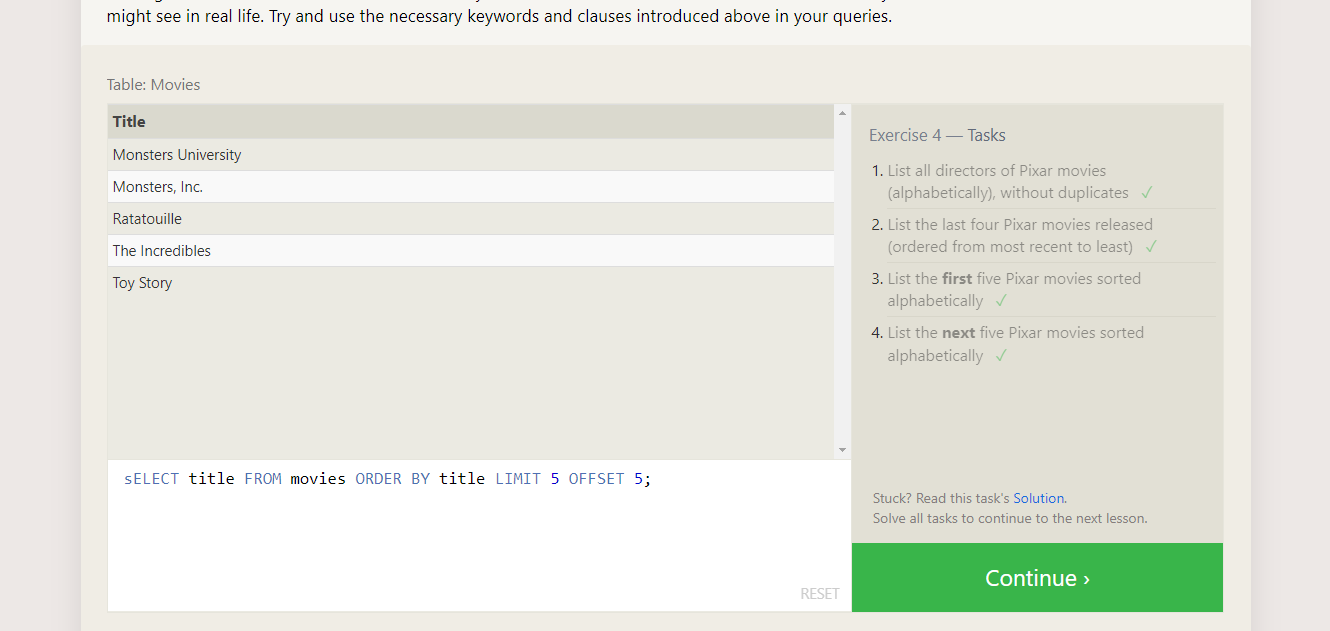 might see in real life. Try and use the necessary keywords and clauses introduced above in your queries.
Table: Movies
Title
Monsters University
Monsters, Inc.
Ratatouille
The Incredibles
Toy Story
sELECT title FROM movies ORDER BY title LIMIT 5 OFFSET 5;
RESET
Exercise 4 — Tasks
1. List all directors of Pixar movies
(alphabetically), without duplicates ✓
2. List the last four Pixar movies released
(ordered from most recent to least) ✓
3. List the first five Pixar movies sorted
alphabetically ✓
4. List the next five Pixar movies sorted
alphabetically ✓
Stuck? Read this task's Solution.
Solve all tasks to continue to the next lesson.
Continue ›